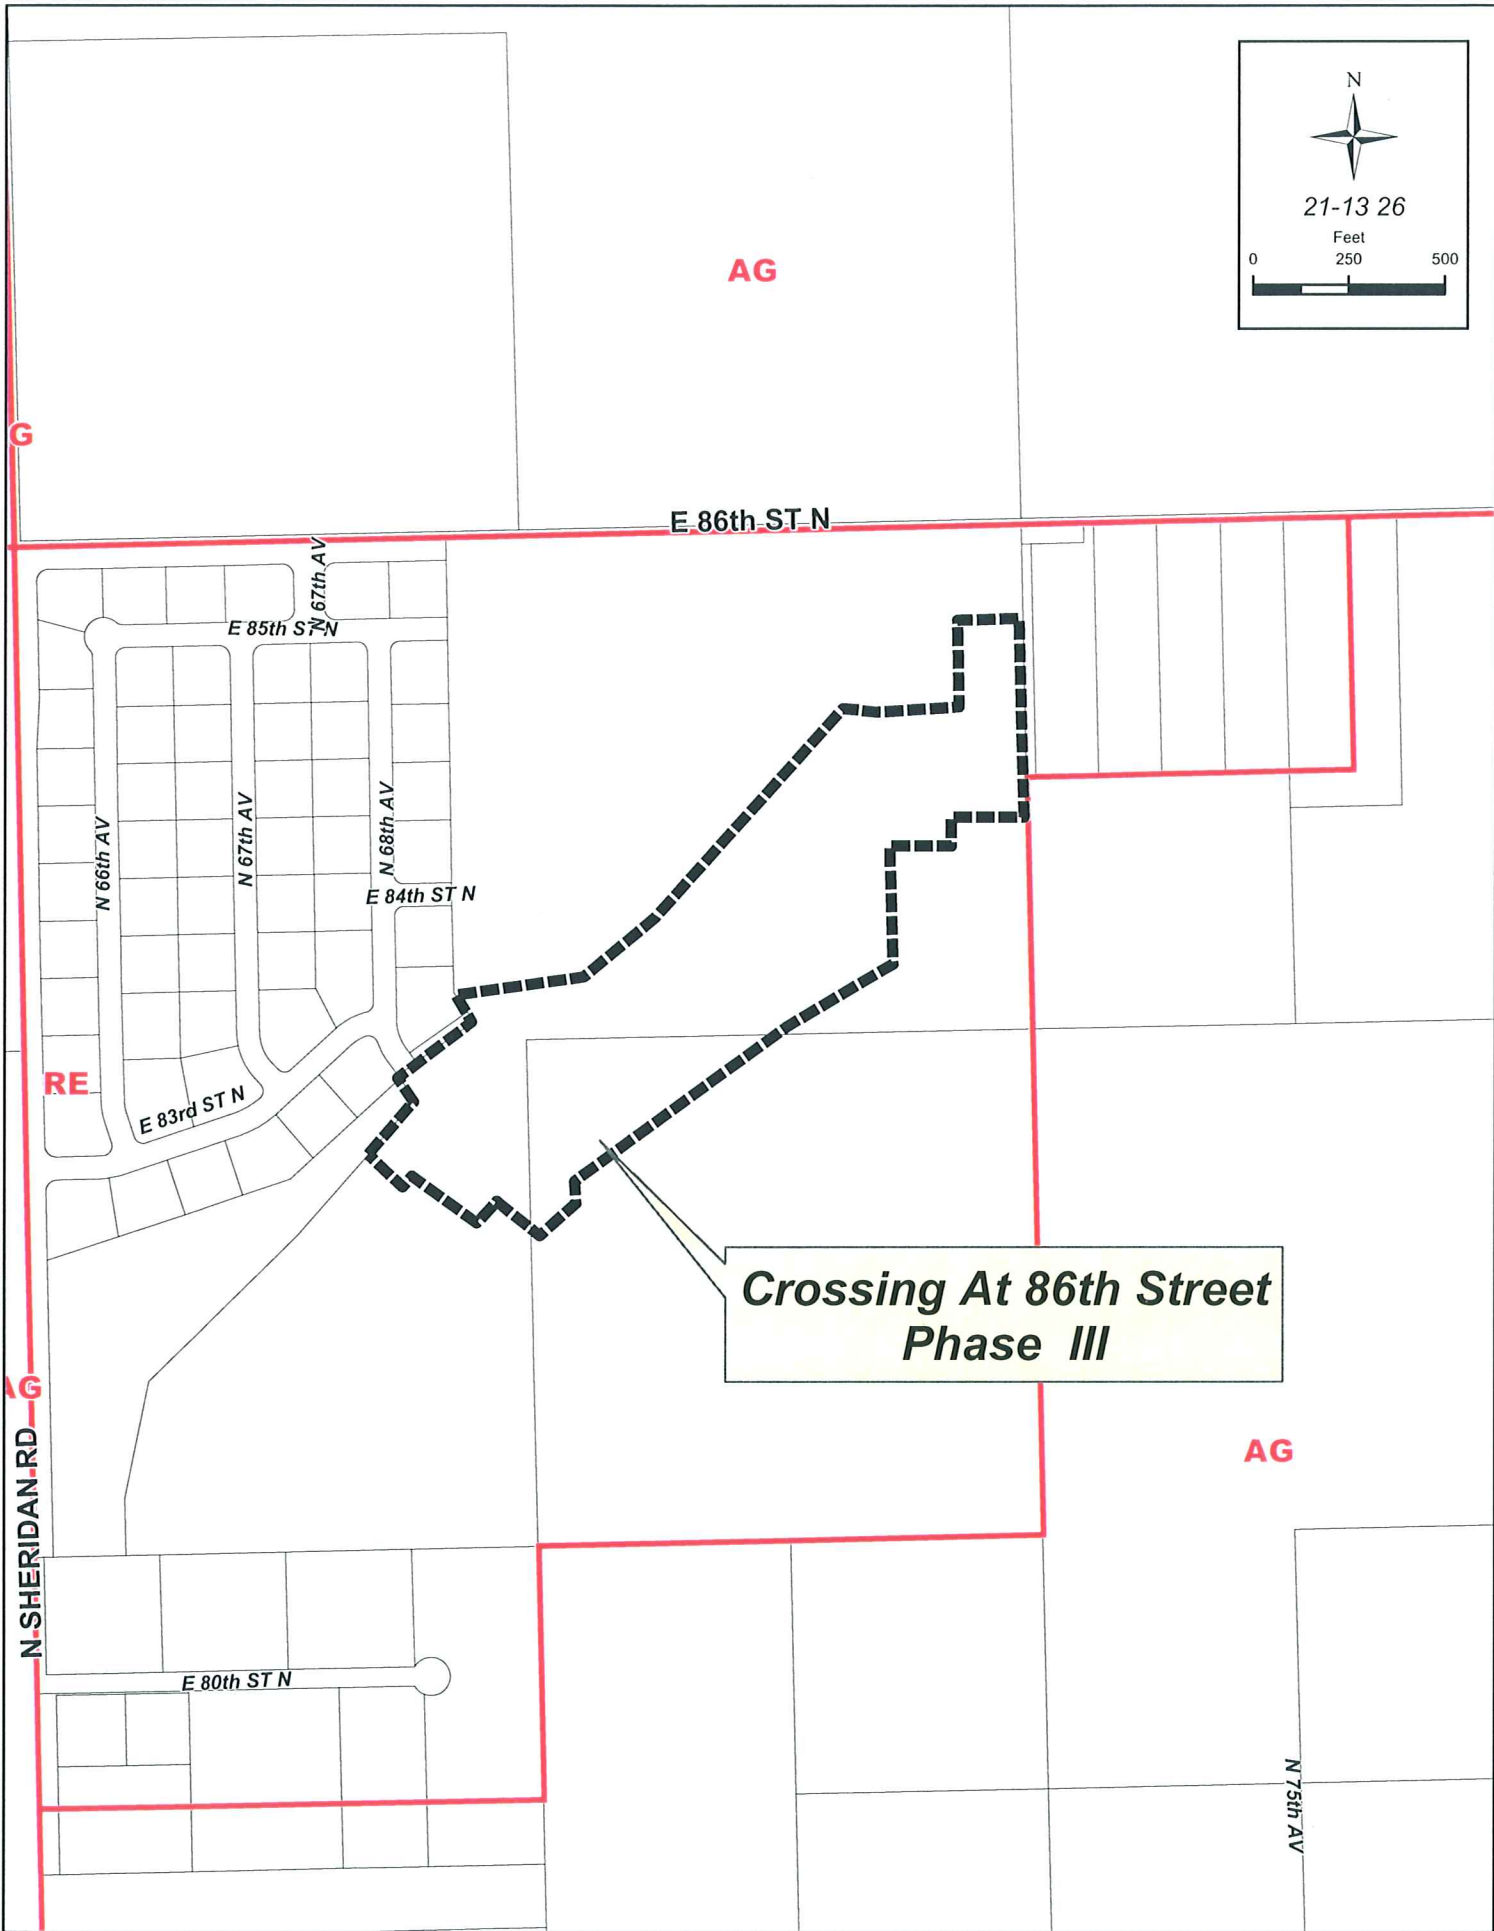 N
21-13 26
Feet
0 250 500
AG
G
E 86th ST N
N 67th AV
E 85th ST N
N 66th AV
N 67th AV
N 68th AV
E 84th ST N
RE
E 83rd ST N
Crossing At 86th Street
Phase III
AG
AG
N SHERIDAN RD
E 80th ST N
N 75th AV